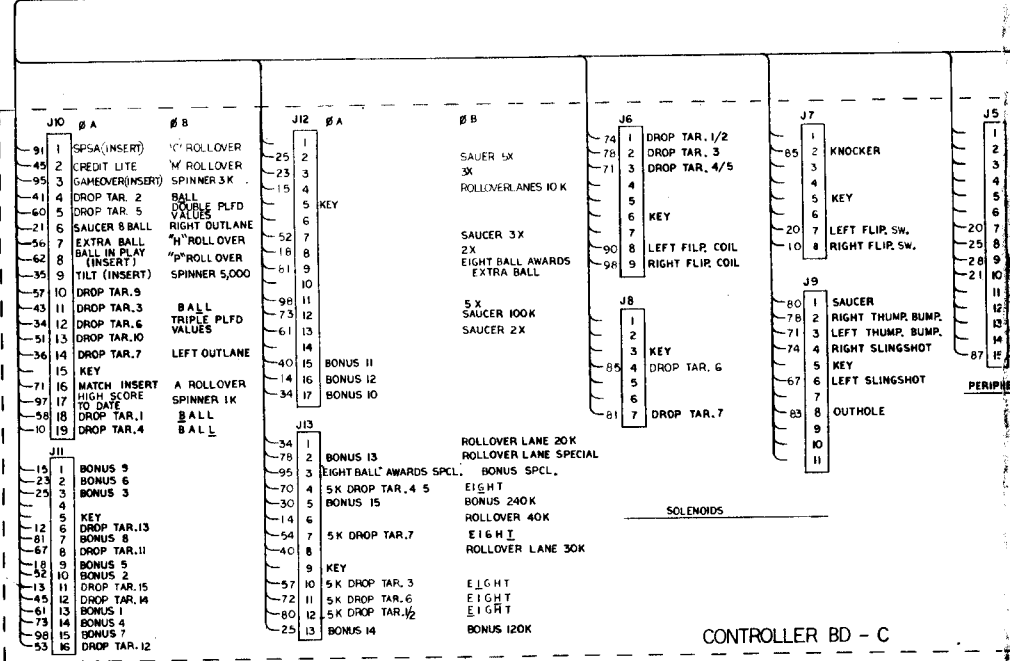 J10 ØA ØB
91 1 SPSA(INSERT) 'C' ROLLOVER
45 2 CREDIT LITE 'M' ROLLOVER
95 3 GAMEOVER(INSERT) SPINNER 3K
41 4 DROP TAR. 2 BALL
60 5 DROP TAR. 5 DOUBLE PLFD VALUES
21 6 SAUCER 8 BALL RIGHT OUTLANE
56 7 EXTRA BALL "H" ROLL OVER
62 8 BALL IN PLAY (INSERT) "P" ROLL OVER
35 9 TILT (INSERT) SPINNER 5,000
57 10 DROP TAR.9
43 11 DROP TAR.3 BALL
34 12 DROP TAR.6 TRIPLE PLFD VALUES
51 13 DROP TAR.10
36 14 DROP TAR.7 LEFT OUTLANE
15 KEY
71 16 MATCH INSERT A ROLLOVER
97 17 HIGH SCORE TO DATE SPINNER 1K
58 18 DROP TAR.1 BALL
10 19 DROP TAR.4 BALL
J11
15 1 BONUS 9
23 2 BONUS 6
25 3 BONUS 3
4
5 KEY
12 6 DROP TAR.13
81 7 BONUS 8
67 8 DROP TAR.11
18 9 BONUS 5
52 10 BONUS 2
13 11 DROP TAR.15
45 12 DROP TAR.14
61 13 BONUS 1
73 14 BONUS 4
98 15 BONUS 7
53 16 DROP TAR.12
J12 ØA ØB
1
25 2 SAUER 5X
23 3 3X
15 4 ROLLOVERLANES 10 K
5 KEY
6
52 7 SAUCER 3X
18 8 2X
81 9 EIGHT BALL AWARDS EXTRA BALL
10
98 11 5 X
73 12 SAUCER 100K
61 13 SAUCER 2X
14
40 15 BONUS 11
14 16 BONUS 12
34 17 BONUS 10
J13
34 1 ROLLOVER LANE 20K
78 2 BONUS 13 ROLLOVER LANE SPECIAL
95 3 EIGHT BALL" AWARDS SPCL. BONUS SPCL.
70 4 5K DROP TAR. 4 5 EIGHT
30 5 BONUS 15 BONUS 240K
14 6 ROLLOVER 40K
54 7 5K DROP TAR.7 EIGHT
40 8 ROLLOVER LANE 30K
9 KEY
57 10 5K DROP TAR. 3 EIGHT
72 11 5K DROP TAR.6 EIGHT
80 12 5K DROP TAR.1/2 EIGHT
25 13 BONUS 14 BONUS 120K
J6
74 1 DROP TAR. 1/2
78 2 DROP TAR. 3
71 3 DROP TAR. 4/5
4
5
6 KEY
7
90 8 LEFT FILP. COIL
98 9 RIGHT FLIP. COIL
J8
1
2
3 KEY
85 4 DROP TAR. 6
5
6
81 7 DROP TAR.7
J7
1
85 2 KNOCKER
3
4
5 KEY
6
20 7 LEFT FLIP. SW.
10 8 RIGHT FLIP. SW.
J9
80 1 SAUCER
78 2 RIGHT THUMP. BUMP.
71 3 LEFT THUMP. BUMP.
74 4 RIGHT SLINGSHOT
5 KEY
67 6 LEFT SLINGSHOT
7
83 8 OUTHOLE
9
10
11
J5
1
2
3
4
5
6
20 7
25 8
28 9
21 10
11
12
13
14
87 15
PERIPHE
SOLENOIDS
CONTROLLER BD - C